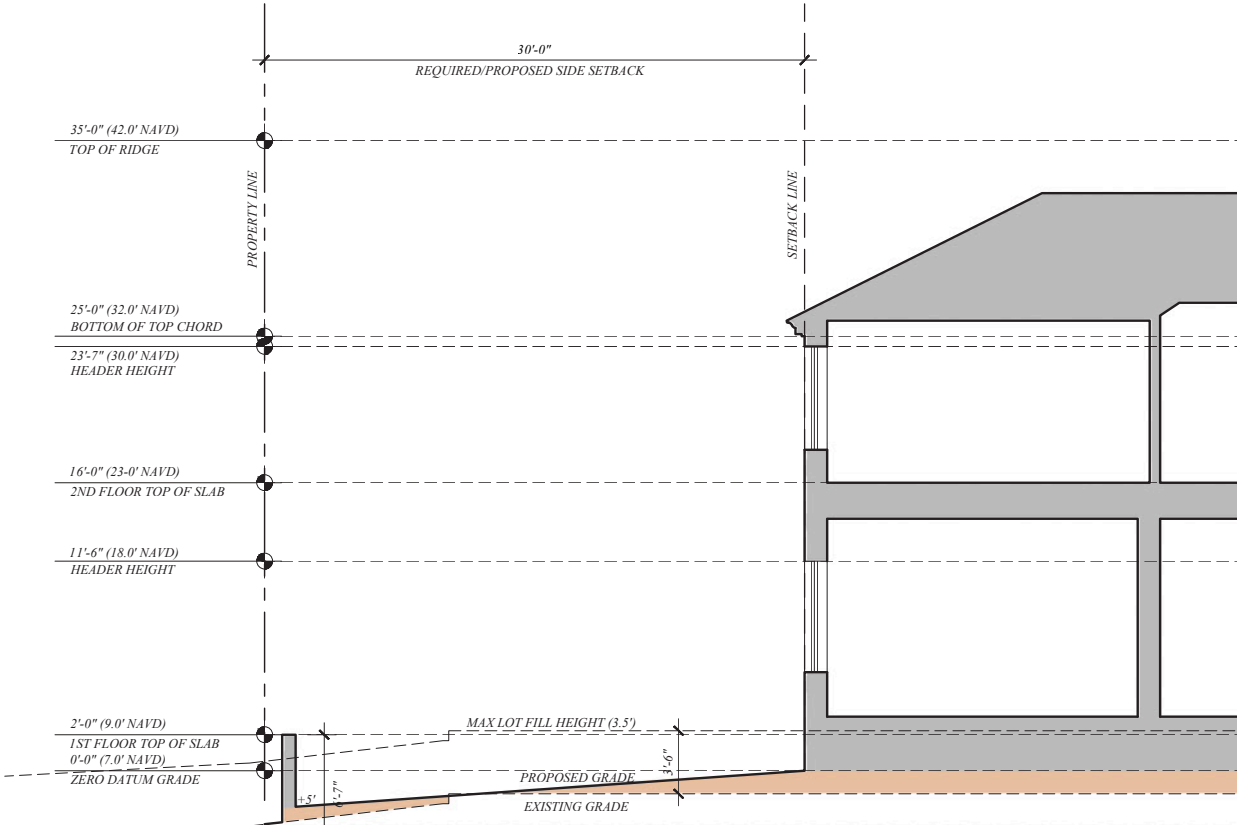 30'-0"
REQUIRED/PROPOSED SIDE SETBACK
35'-0" (42.0' NAVD)
TOP OF RIDGE
PROPERTY LINE
SETBACK LINE
25'-0" (32.0' NAVD)
BOTTOM OF TOP CHORD
23'-7" (30.0' NAVD)
HEADER HEIGHT
16'-0" (23-0' NAVD)
2ND FLOOR TOP OF SLAB
11'-6" (18.0' NAVD)
HEADER HEIGHT
2'-0" (9.0' NAVD)
1ST FLOOR TOP OF SLAB
0'-0" (7.0' NAVD)
ZERO DATUM GRADE
MAX LOT FILL HEIGHT (3.5')
3'-6"
PROPOSED GRADE
EXISTING GRADE
+5'